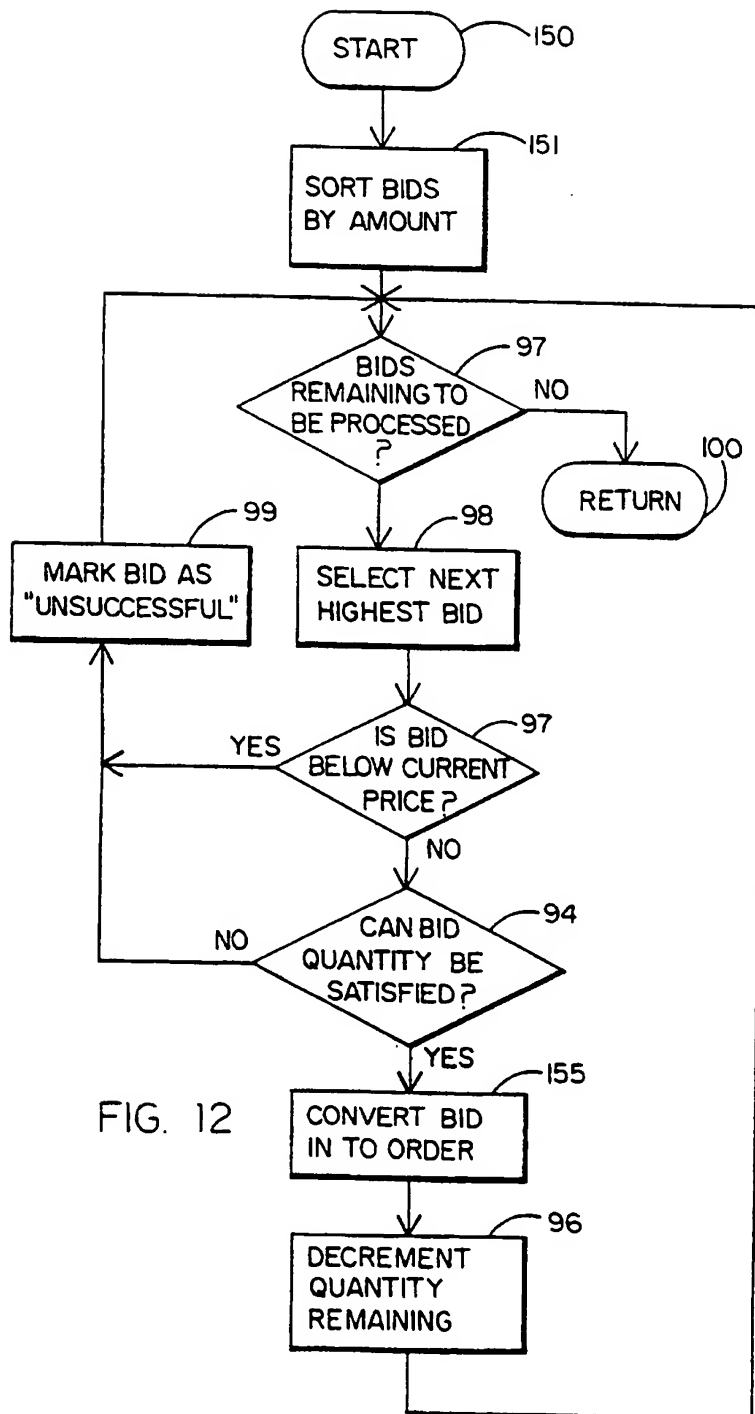 START
150
151
SORT BIDS
BY AMOUNT
97
BIDS
REMAINING TO
BE PROCESSED
?
NO
100
RETURN
99
MARK BID AS
"UNSUCCESSFUL"
98
SELECT NEXT
HIGHEST BID
97
YES
IS BID
BELOW CURRENT
PRICE?
NO
94
NO
CAN BID
QUANTITY BE
SATISFIED?
YES
155
FIG. 12
CONVERT BID
IN TO ORDER
96
DECREMENT
QUANTITY
REMAINING